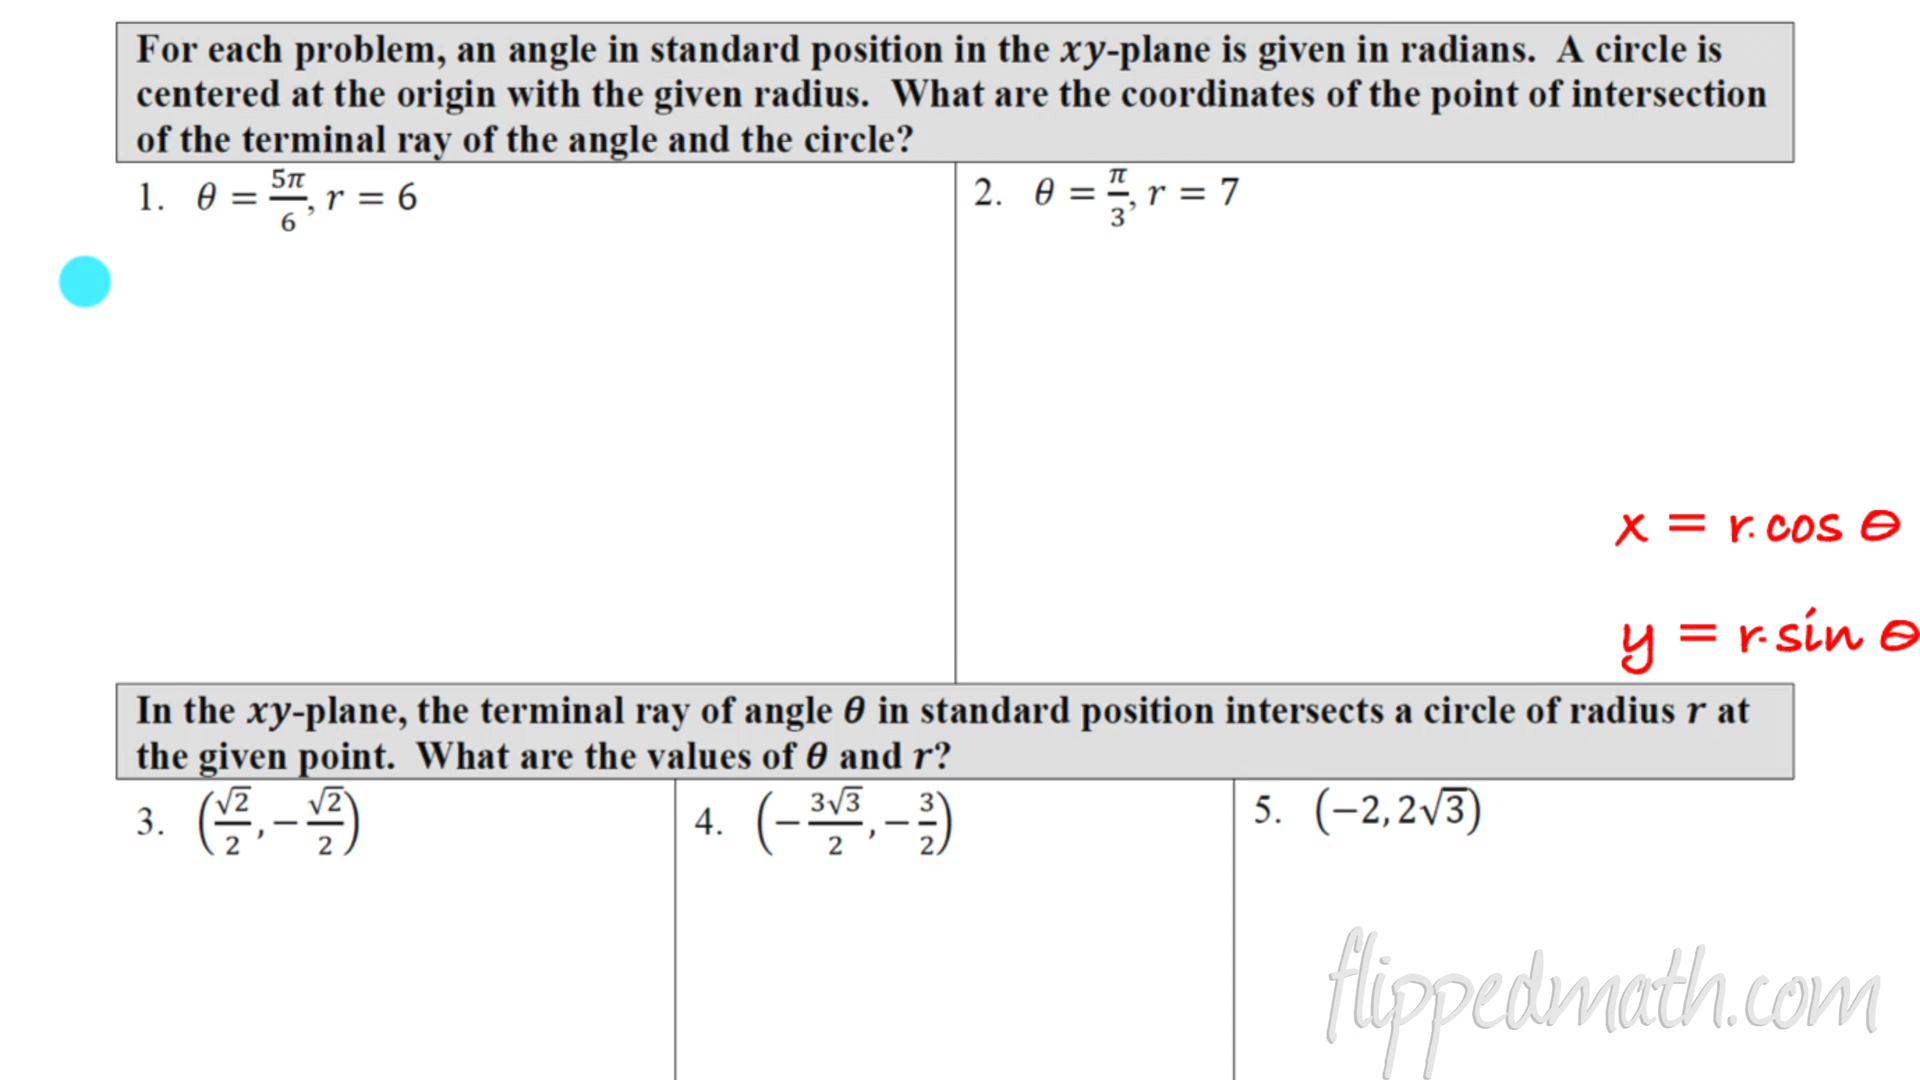 For each problem, an angle in standard position in the xy-plane is given in radians. A circle is
centered at the origin with the given radius. What are the coordinates of the point of intersection
of the terminal ray of the angle and the circle?
1. θ = 5π/6, r = 6
2. θ = π/3, r = 7
x = r·cos θ
y = r·sin θ
In the xy-plane, the terminal ray of angle θ in standard position intersects a circle of radius r at
the given point. What are the values of θ and r?
3. (√2/2, −√2/2)
4. (−3√3/2, −3/2)
5. (−2, 2√3)
flippedmath.com